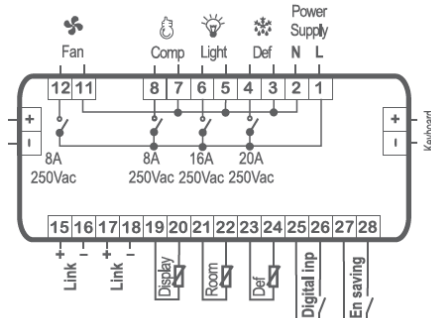 Power
Supply
Fan Comp Light Def N L
12 11 8 7 6 5 4 3 2 1
+ +
- -
Keyboard
8A 8A 16A 20A
250Vac 250Vac 250Vac 250Vac
15 16 17 18 19 20 21 22 23 24 25 26 27 28
+ - + -
Link Link Display Room Def Digital inp En saving